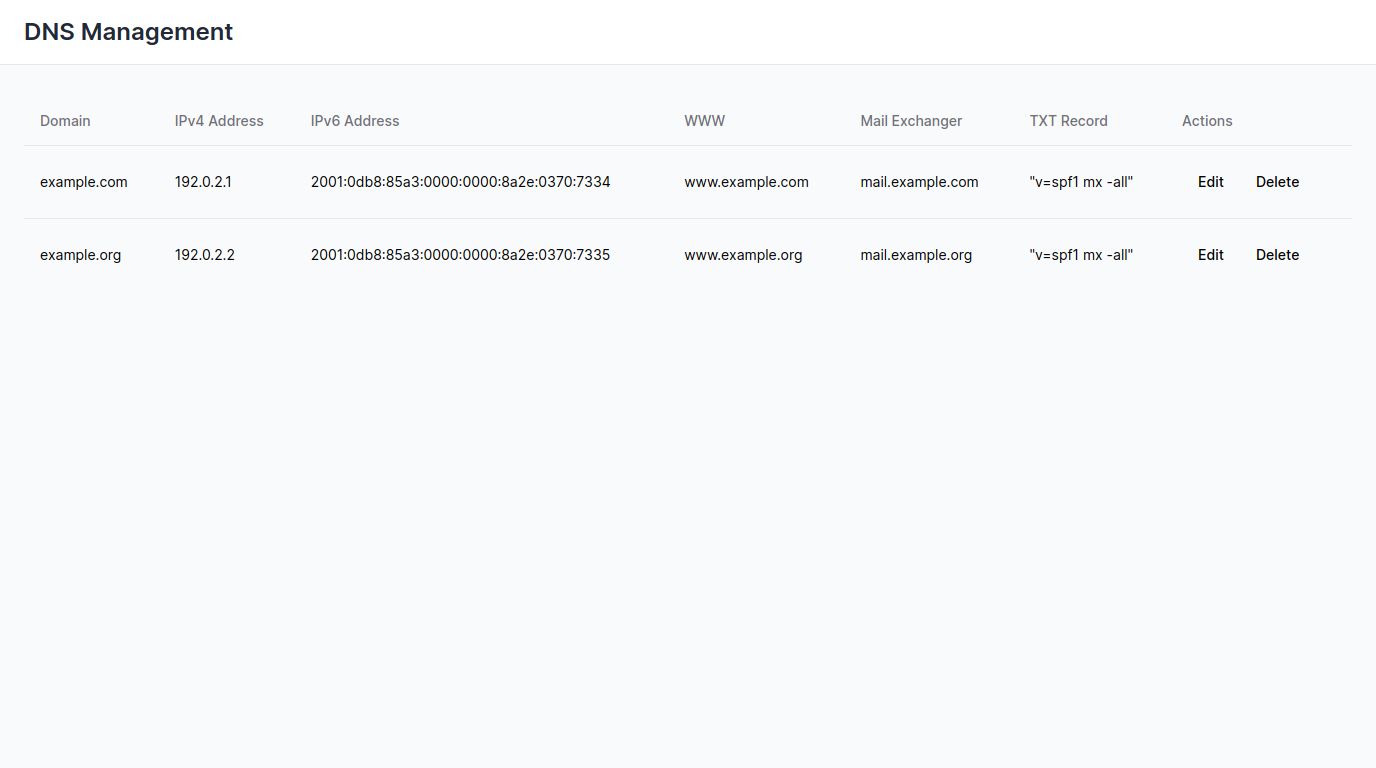 DNS Management
Domain IPv4 Address IPv6 Address WWW Mail Exchanger TXT Record Actions
example.com 192.0.2.1 2001:0db8:85a3:0000:0000:8a2e:0370:7334 www.example.com mail.example.com "v=spf1 mx -all" Edit Delete
example.org 192.0.2.2 2001:0db8:85a3:0000:0000:8a2e:0370:7335 www.example.org mail.example.org "v=spf1 mx -all" Edit Delete